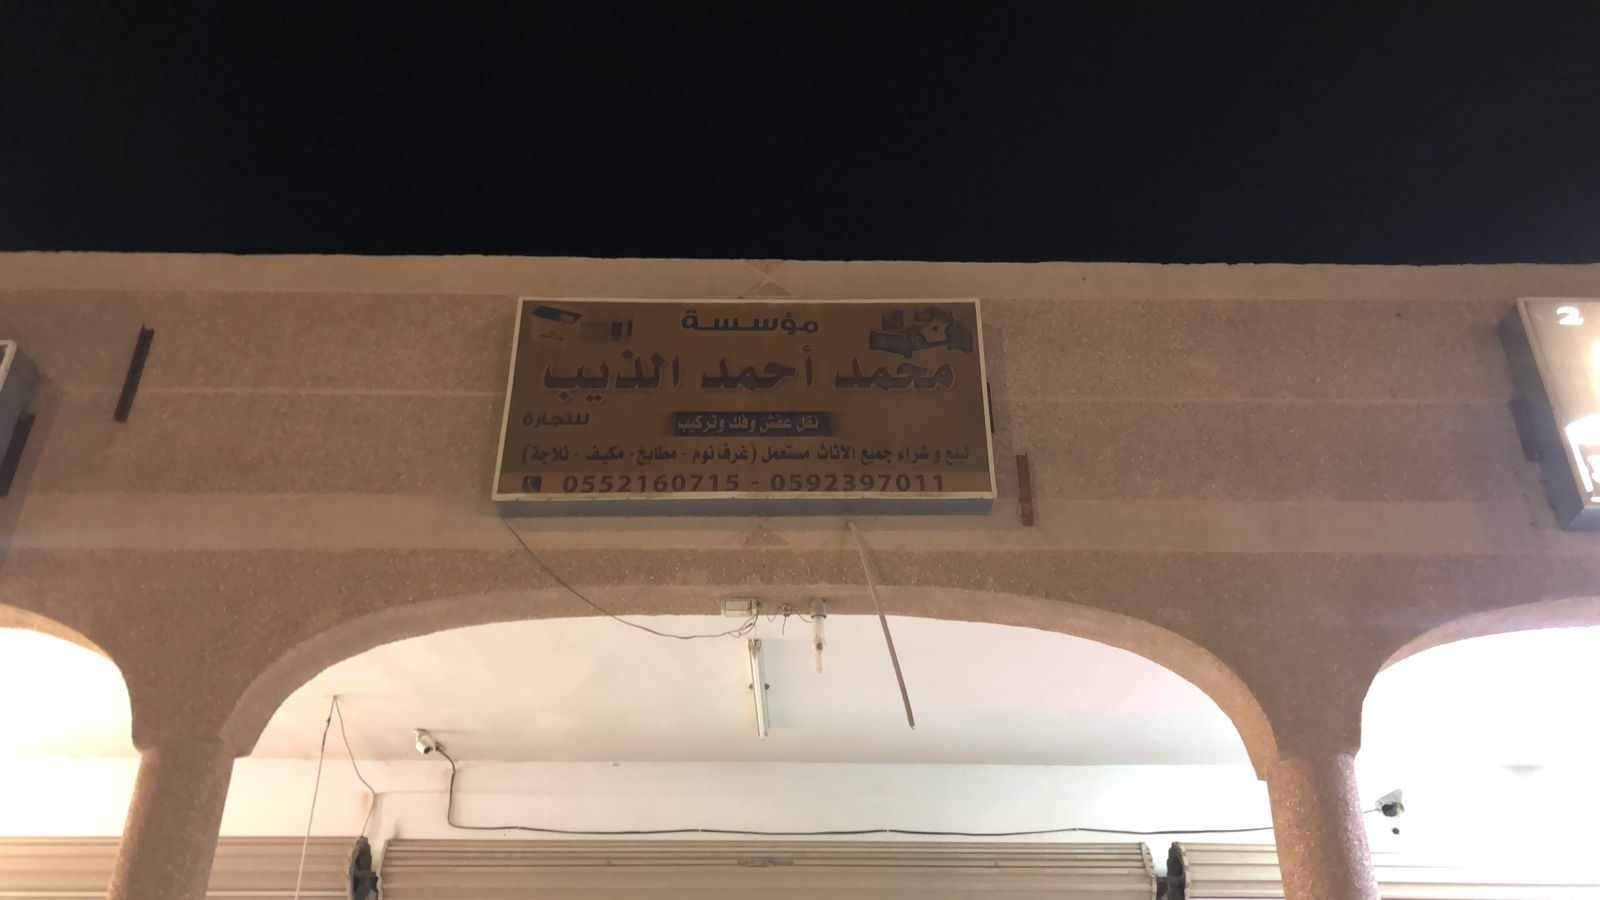 مؤسسة
محمد أحمد الذيب
للتجارة
نقل عفش وفك وتركيب
لبيع و شراء جميع الأثاث مستعمل (غرف نوم - مطابخ - مكيف - ثلاجة)
0552160715 - 0592397011
2